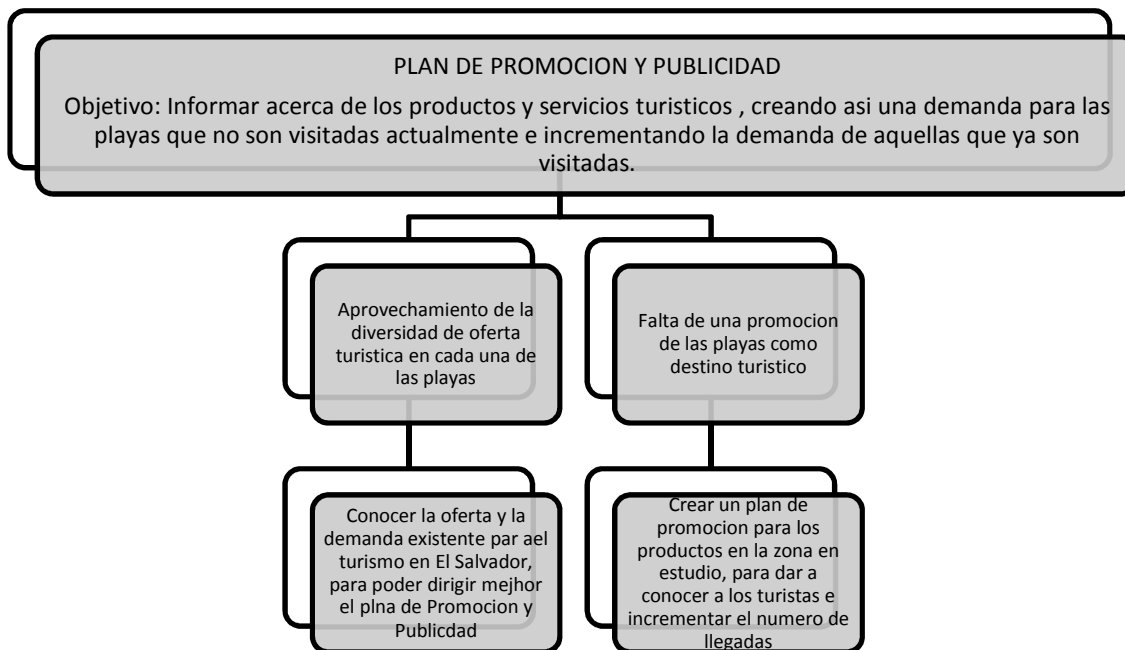 PLAN DE PROMOCION Y PUBLICIDAD
Objetivo: Informar acerca de los productos y servicios turisticos , creando asi una demanda para las
playas que no son visitadas actualmente e incrementando la demanda de aquellas que ya son
visitadas.
Aprovechamiento de la
diversidad de oferta
turistica en cada una de
las playas
Falta de una promocion
de las playas como
destino turistico
Conocer la oferta y la
demanda existente par ael
turismo en El Salvador,
para poder dirigir mejhor
el plna de Promocion y
Publicdad
Crear un plan de
promocion para los
productos en la zona en
estudio, para dar a
conocer a los turistas e
incrementar el numero de
llegadas